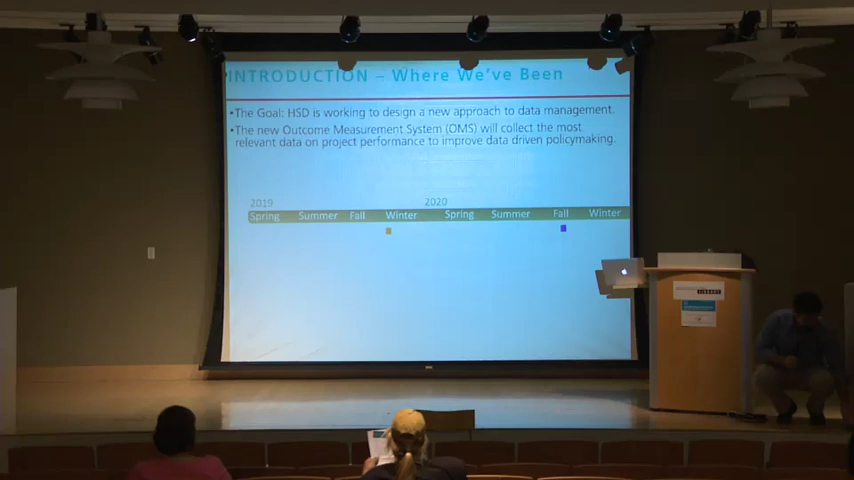 INTRODUCTION – Where We've Been
•The Goal: HSD is working to design a new approach to data management.
•The new Outcome Measurement System (OMS) will collect the most
relevant data on project performance to improve data driven policymaking.
2019 2020
Spring Summer Fall Winter Spring Summer Fall Winter
LIBRARY